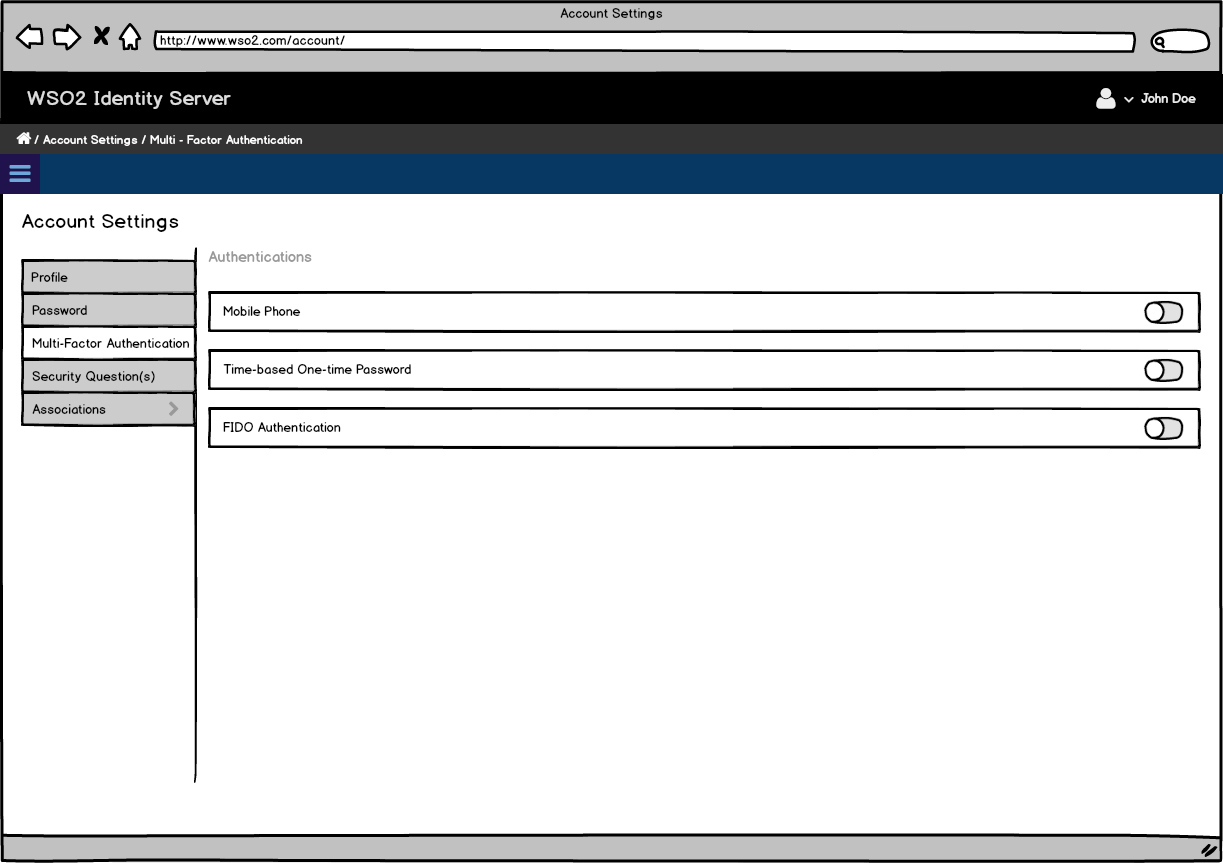 Account Settings
http://www.wso2.com/account/
WSO2 Identity Server
John Doe
/ Account Settings / Multi - Factor Authentication
Account Settings
Authentications
Profile
Password
Multi-Factor Authentication
Security Question(s)
Associations
Mobile Phone
Time-based One-time Password
FIDO Authentication